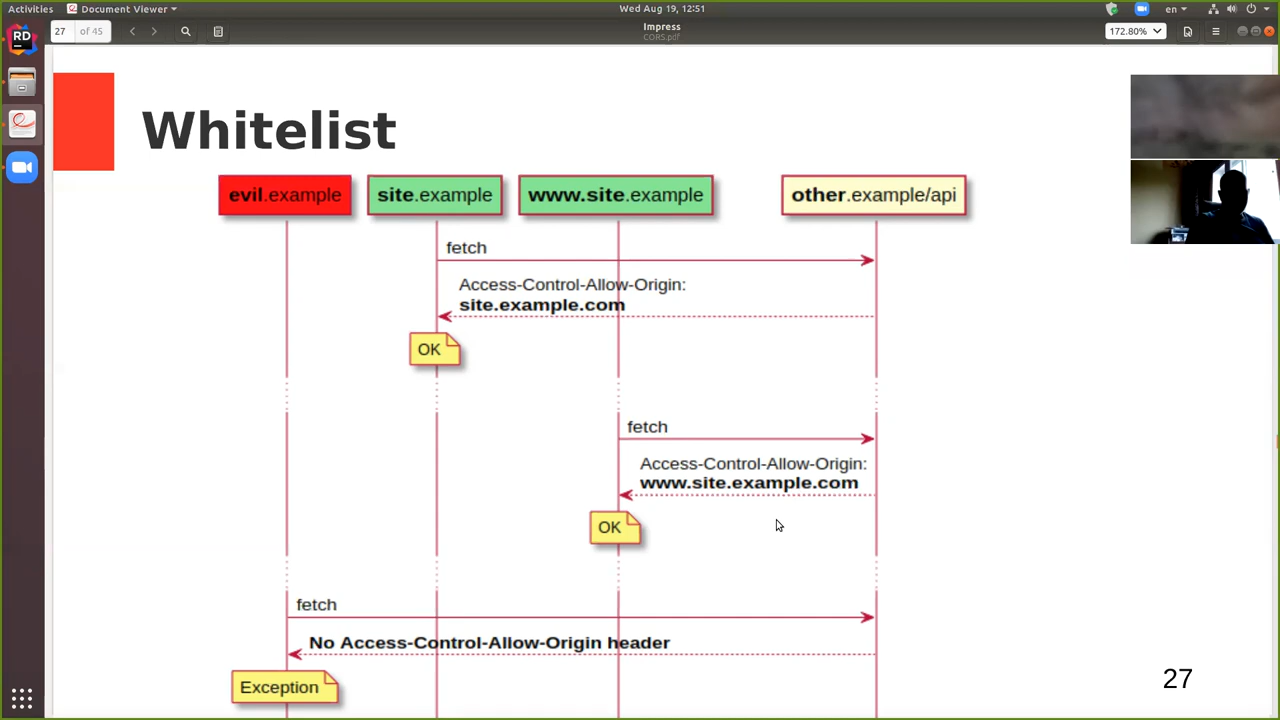 Activities
Document Viewer
Wed Aug 19, 12:51
en
27 of 45
Impress
CORS.pdf
172.80%
RD
Whitelist
evil.example
site.example
www.site.example
other.example/api
fetch
Access-Control-Allow-Origin:
site.example.com
OK
fetch
Access-Control-Allow-Origin:
www.site.example.com
OK
fetch
No Access-Control-Allow-Origin header
Exception
27